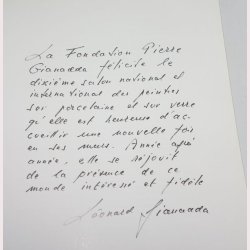 La Fondation Pierre
Gianadda félicite le
dixième salon national et
international des peintres
sur porcelaine et sur verre
qu'elle est heureuse d'ac-
cueillir une nouvelle fois
en ses murs. Année après
année, elle se réjouit
de la présence de ce
monde intéressé et fidèle
Léonard Gianadda